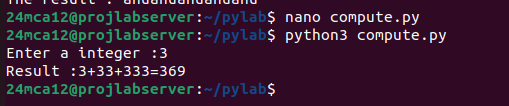 The result : andandandandand
24mca12@projlabserver:~/pylab$ nano compute.py
24mca12@projlabserver:~/pylab$ python3 compute.py
Enter a integer :3
Result :3+33+333=369
24mca12@projlabserver:~/pylab$